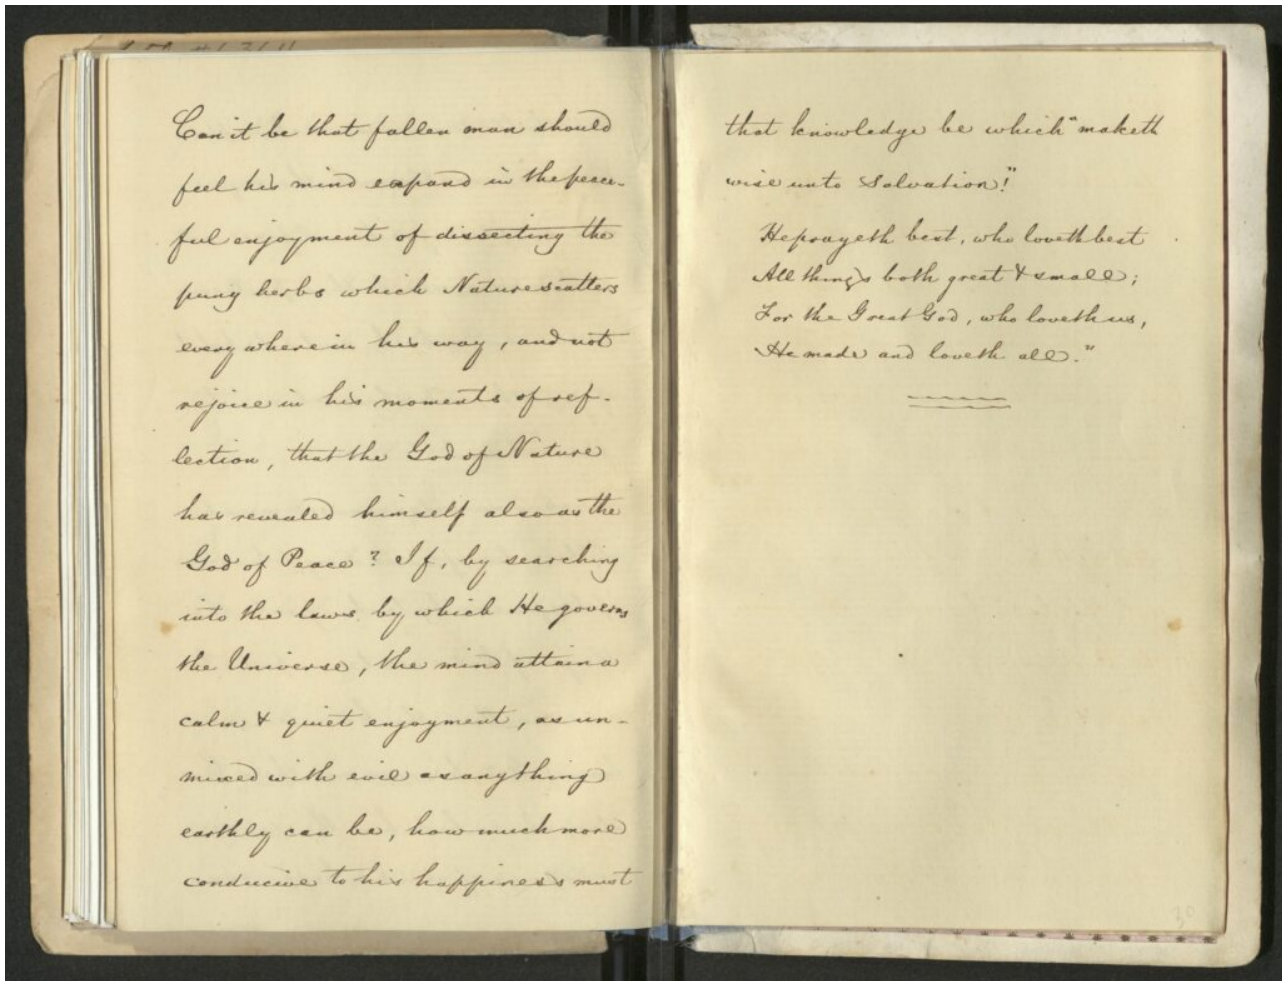 Can it be that fallen man should
feel his mind expand in the peace-
ful enjoyment of dissecting the
puny herbs which Nature scatters
every where in his way, and not
rejoice in his moments of ref-
lection, that the God of Nature
has revealed himself also as the
God of Peace? If, by searching
into the laws by which He governs
the Universe, the mind attain a
calm & quiet enjoyment, as un-
mixed with evil as anything
earthly can be, how much more
conducive to his happiness must
that knowledge be which "maketh
wise unto Salvation!"
He prayeth best, who loveth best
All things both great & small;
For the Great God, who loveth us,
He made and loveth all."
30